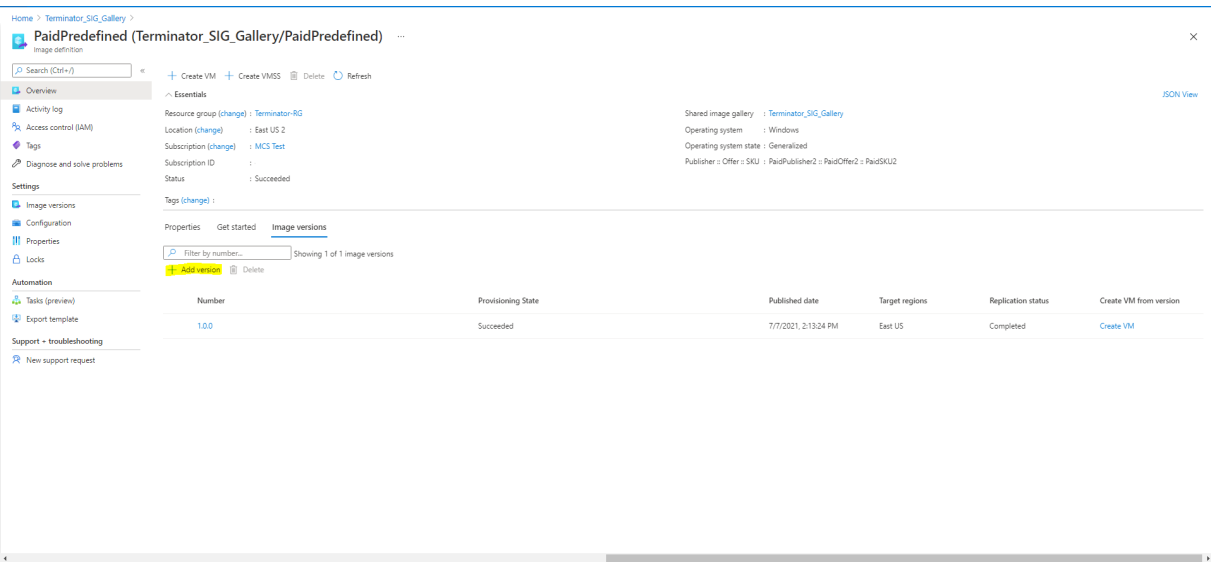 Home > Terminator_SIG_Gallery >
PaidPredefined (Terminator_SIG_Gallery/PaidPredefined) ...
Image definition
Search (Ctrl+/) «
Overview
Activity log
Access control (IAM)
Tags
Diagnose and solve problems
Settings
Image versions
Configuration
Properties
Locks
Automation
Tasks (preview)
Export template
Support + troubleshooting
New support request
Create VM Create VMSS Delete Refresh
Essentials JSON View
Resource group (change) : Terminator-RG
Location (change) : East US 2
Subscription (change) : MCS Test
Subscription ID :
Status : Succeeded
Shared image gallery : Terminator_SIG_Gallery
Operating system : Windows
Operating system state : Generalized
Publisher :: Offer :: SKU : PaidPublisher2 :: PaidOffer2 :: PaidSKU2
Tags (change) :
Properties Get started Image versions
Filter by number... Showing 1 of 1 image versions
Add version Delete
Number Provisioning State Published date Target regions Replication status Create VM from version
1.0.0 Succeeded 7/7/2021, 2:13:24 PM East US Completed Create VM